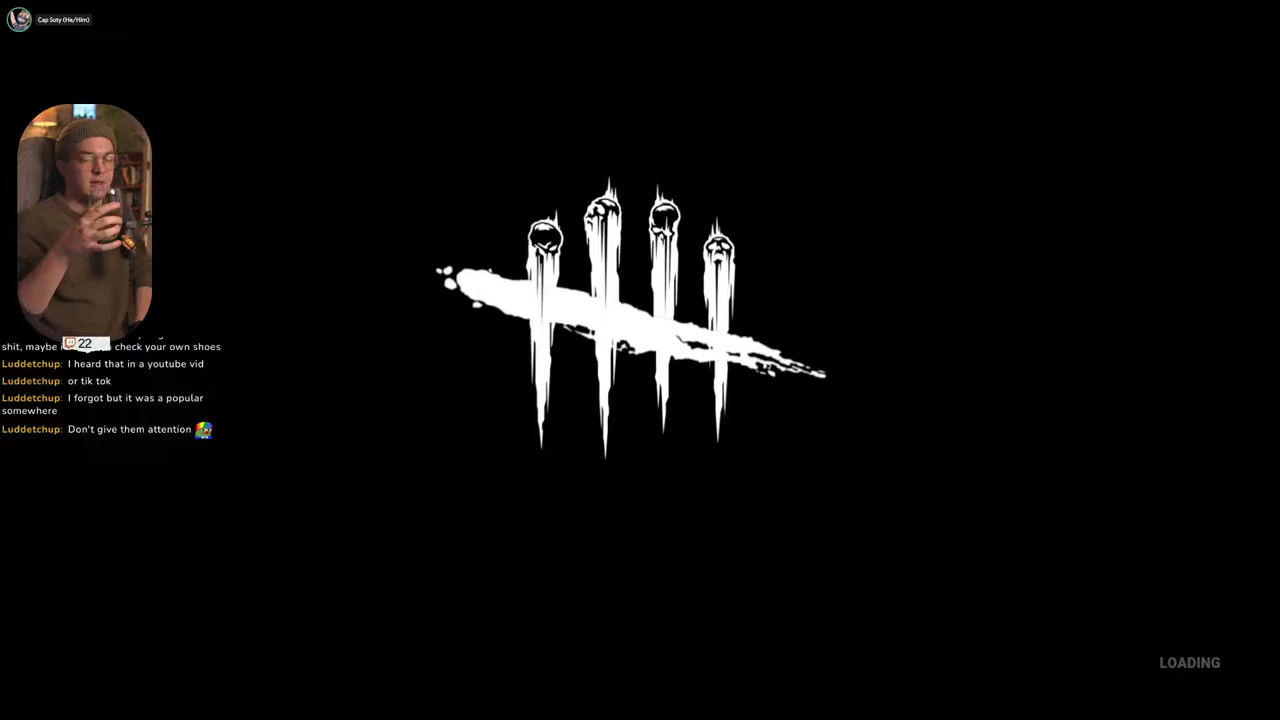 Cap Soty (He/Him)
22
shit, maybe check your own shoes
Luddetchup: I heard that in a youtube vid
Luddetchup: or tik tok
Luddetchup: I forgot but it was a popular
somewhere
Luddetchup: Don't give them attention
LOADING